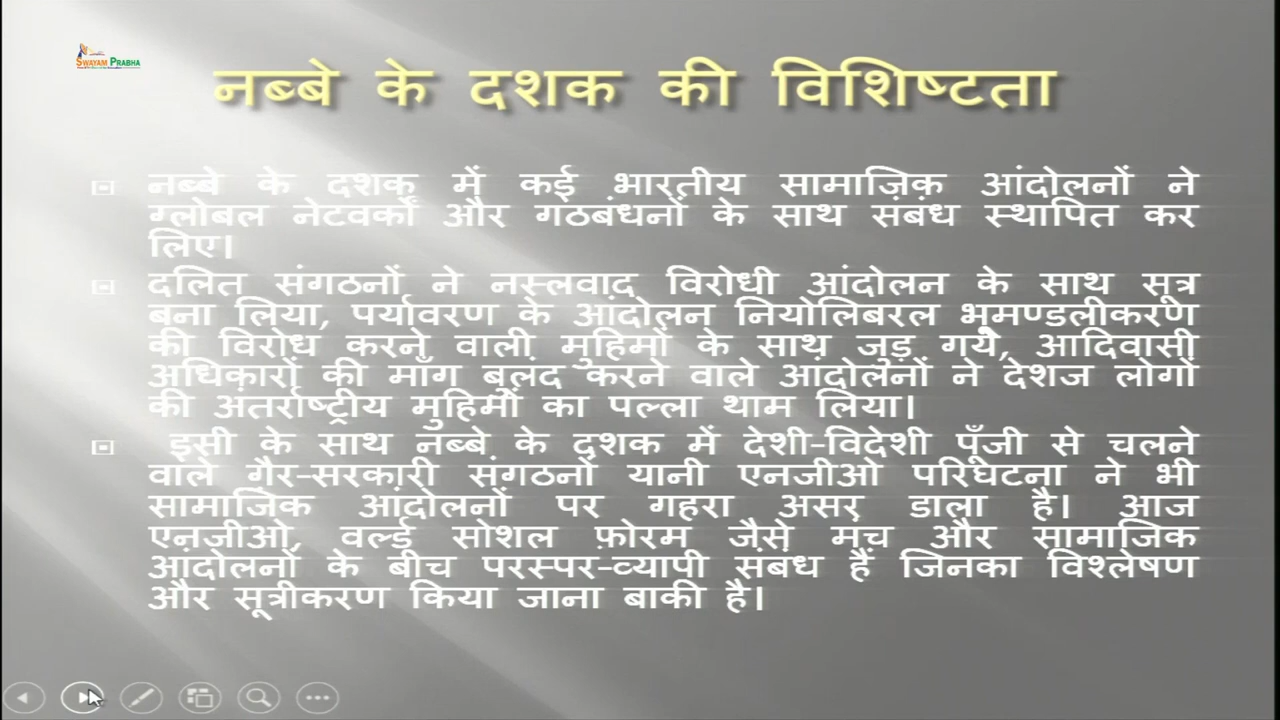 SWAYAM PRABHA
नब्बे के दशक की विशिष्टता
नब्बे के दशक में कई भारतीय सामाजिक आंदोलनों ने
ग्लोबल नेटवर्कों और गठबंधनों के साथ संबंध स्थापित कर
लिए।
दलित संगठनों ने नस्लवाद विरोधी आंदोलन के साथ सूत्र
बना लिया, पर्यावरण के आंदोलन नियोलिबरल भूमण्डलीकरण
की विरोध करने वाली मुहिमों के साथ जुड़ गये, आदिवासी
अधिकारों की माँग बुलंद करने वाले आंदोलनों ने देशज लोगों
की अंतर्राष्ट्रीय मुहिमों का पल्ला थाम लिया।
इसी के साथ नब्बे के दशक में देशी-विदेशी पूँजी से चलने
वाले गैर-सरकारी संगठनों यानी एनजीओ परिघटना ने भी
सामाजिक आंदोलनों पर गहरा असर डाला है। आज
एनजीओ, वर्ल्ड सोशल फ़ोरम जैसे मंच और सामाजिक
आंदोलनों के बीच परस्पर-व्यापी संबंध हैं जिनका विश्लेषण
और सूत्रीकरण किया जाना बाकी है।